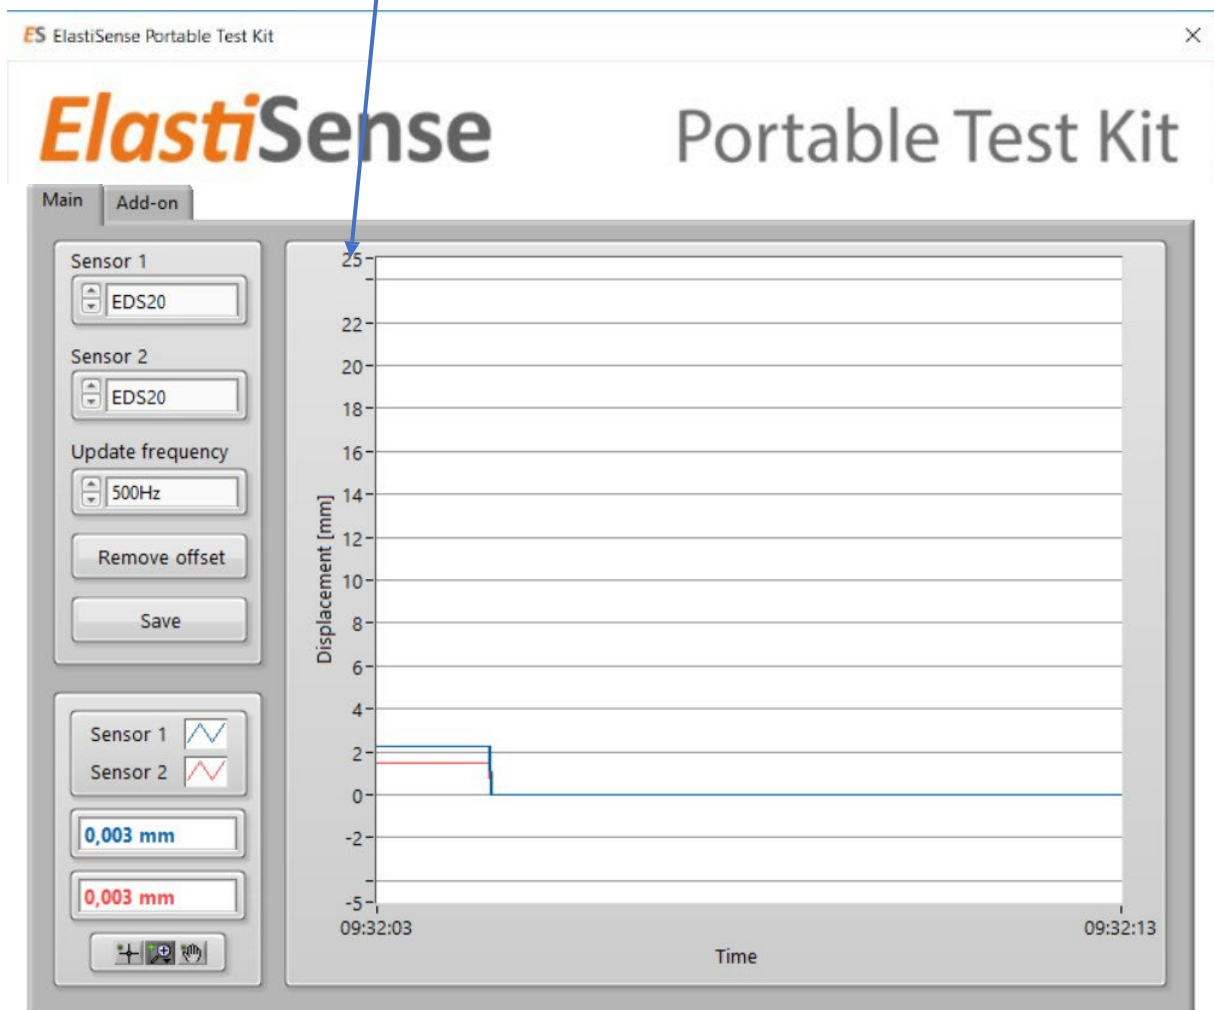 ES ElastiSense Portable Test Kit
ElastiSense Portable Test Kit
Main Add-on
Sensor 1
EDS20
Sensor 2
EDS20
Update frequency
500Hz
Remove offset
Save
Sensor 1
Sensor 2
0,003 mm
0,003 mm
Displacement [mm]
25
22
20
18
16
14
12
10
8
6
4
2
0
-2
-5
09:32:03 09:32:13
Time